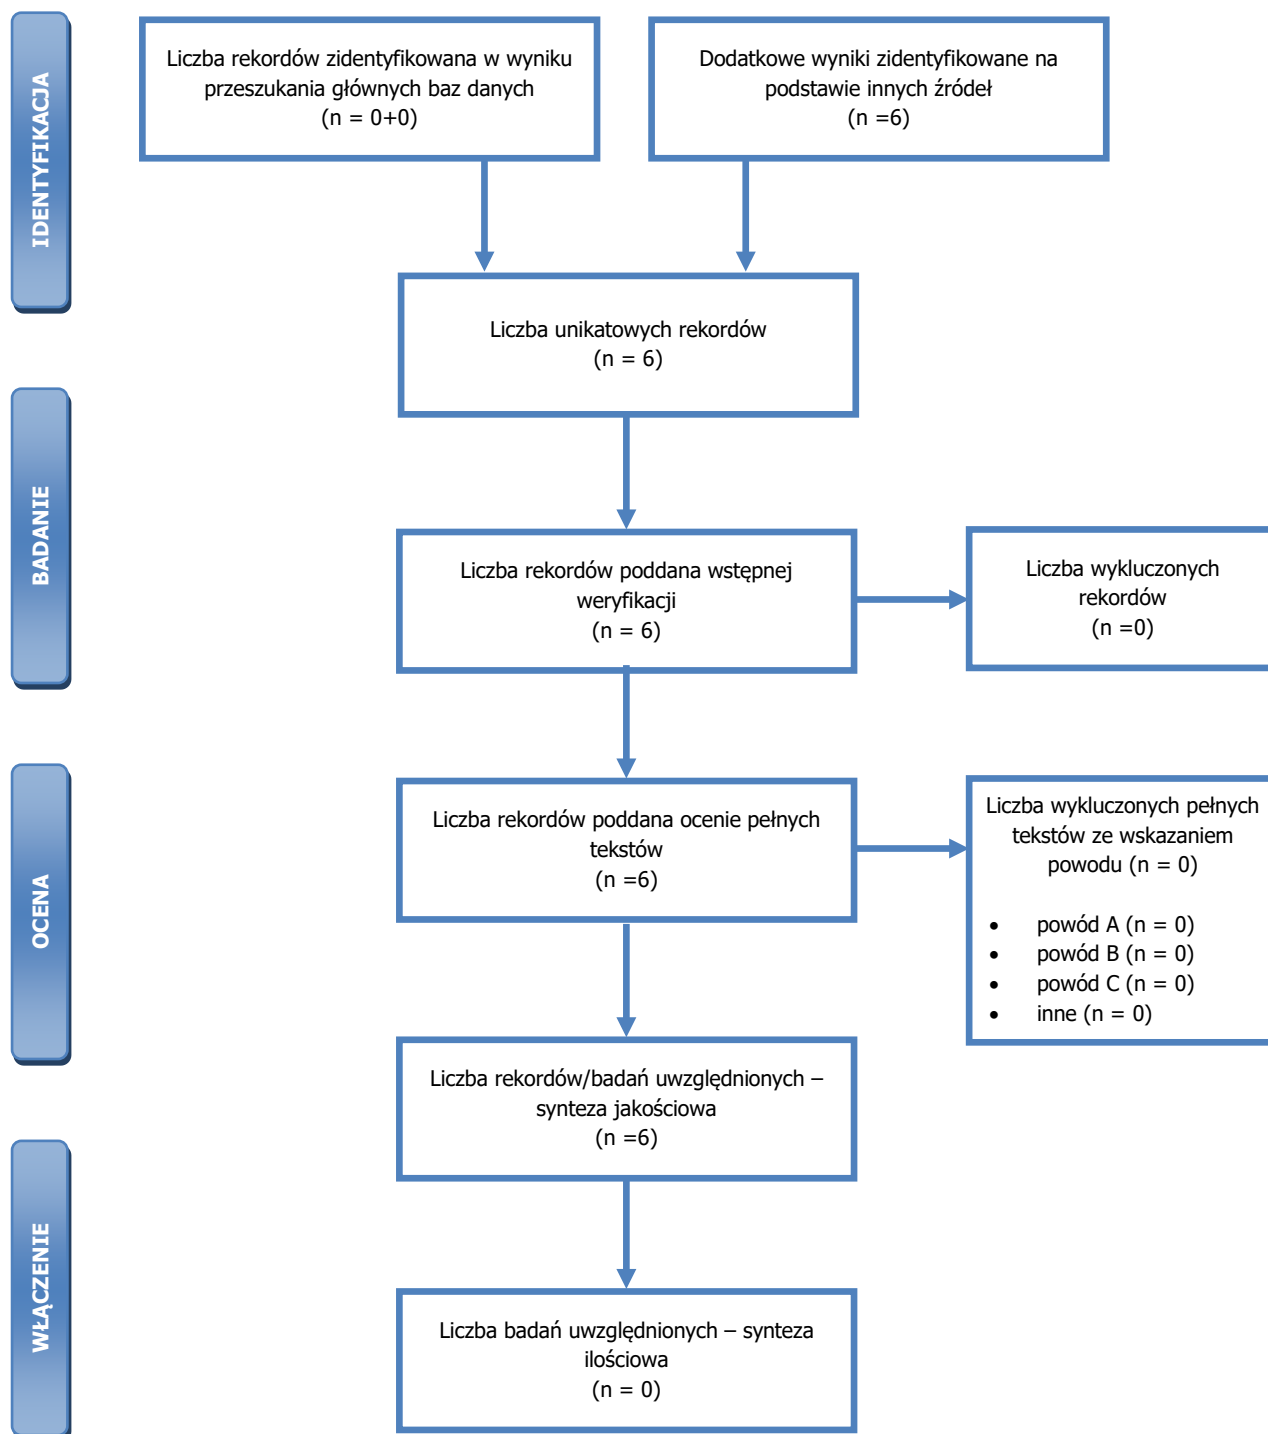 IDENTYFIKACJA
Liczba rekordów zidentyfikowana w wyniku
przeszukania głównych baz danych
(n = 0+0)
Dodatkowe wyniki zidentyfikowane na
podstawie innych źródeł
(n =6)
Liczba unikatowych rekordów
(n = 6)
BADANIE
Liczba rekordów poddana wstępnej
weryfikacji
(n = 6)
Liczba wykluczonych
rekordów
(n =0)
OCENA
Liczba rekordów poddana ocenie pełnych
tekstów
(n =6)
Liczba wykluczonych pełnych
tekstów ze wskazaniem
powodu (n = 0)
• powód A (n = 0)
• powód B (n = 0)
• powód C (n = 0)
• inne (n = 0)
Liczba rekordów/badań uwzględnionych –
synteza jakościowa
(n =6)
WŁĄCZENIE
Liczba badań uwzględnionych – synteza
ilościowa
(n = 0)